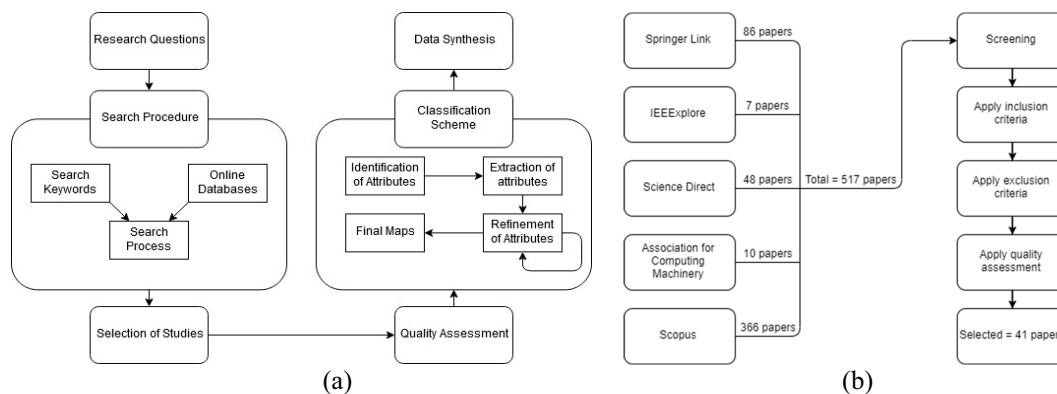 Research Questions
Search Procedure
Search
Keywords
Online
Databases
Search
Process
Selection of Studies
Data Synthesis
Classification
Scheme
Identification
of Attributes
Extraction of
attributes
Final Maps
Refinement
of Attributes
Quality Assessment
(a)
Springer Link
86 papers
IEEExplore
7 papers
Science Direct
48 papers
Total = 517 papers
Association for
Computing
Machinery
10 papers
Scopus
366 papers
Screening
Apply inclusion
criteria
Apply exclusion
criteria
Apply quality
assessment
Selected = 41 paper
(b)